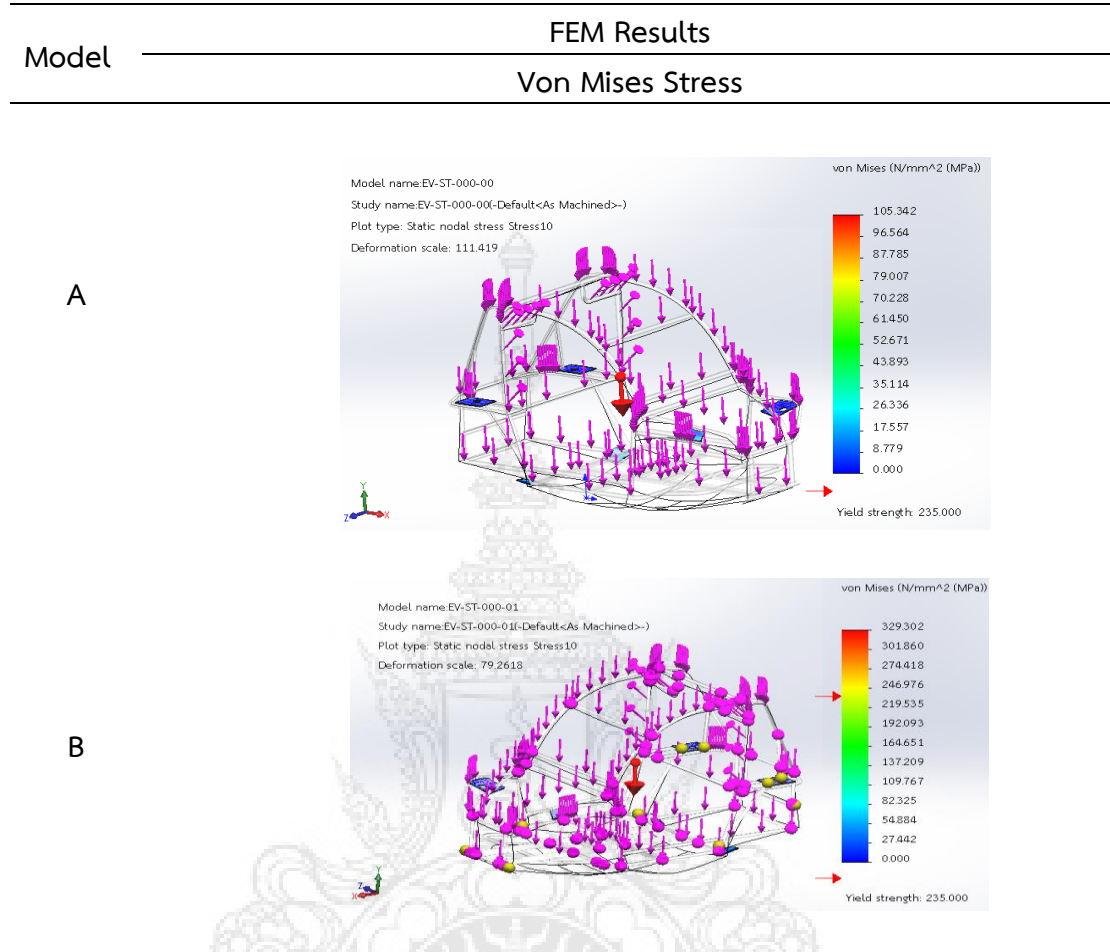 Model
FEM Results
Von Mises Stress
A
Model name:EV-ST-000-00
Study name:EV-ST-000-00(-Default<As Machined>-)
Plot type: Static nodal stress Stress10
Deformation scale: 111.419
von Mises (N/mm^2 (MPa))
105.342
96.564
87.785
79.007
70.228
61.450
52.671
43.893
35.114
26.336
17.557
8.779
0.000
Yield strength: 235.000
Y
Z
X
B
Model name:EV-ST-000-01
Study name:EV-ST-000-01(-Default<As Machined>-)
Plot type: Static nodal stress Stress10
Deformation scale: 79.2618
von Mises (N/mm^2 (MPa))
329.302
301.860
274.418
246.976
219.535
192.093
164.651
137.209
109.767
82.325
54.884
27.442
0.000
Yield strength: 235.000
Y
Z
X